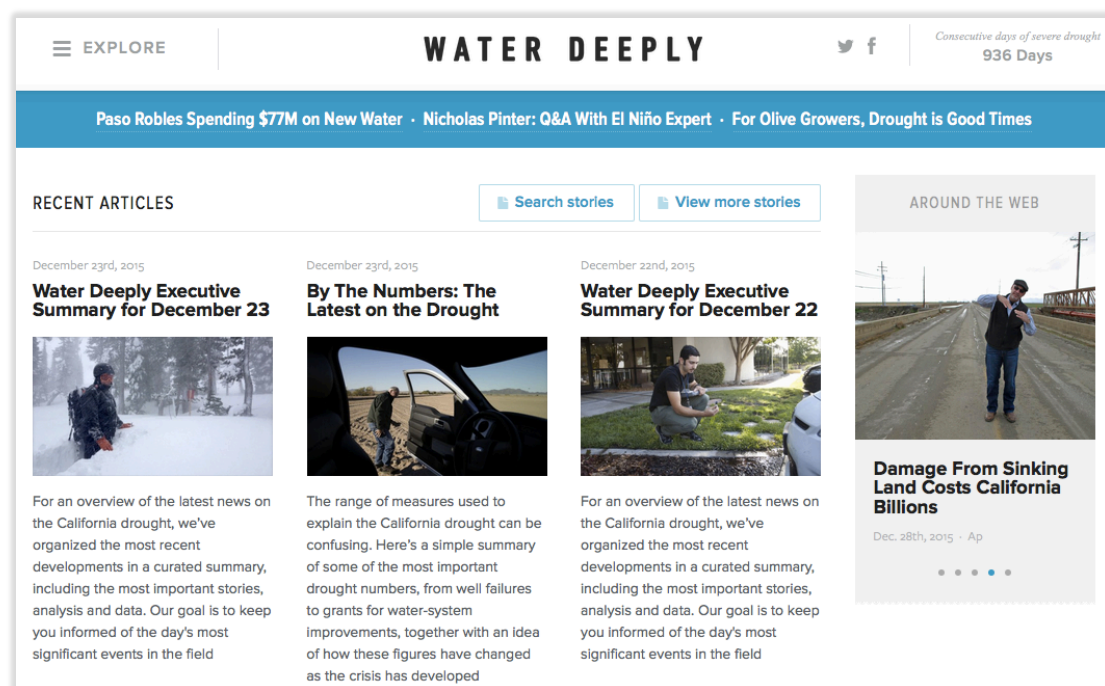 EXPLORE
WATER DEEPLY
Consecutive days of severe drought
936 Days
Paso Robles Spending $77M on New Water · Nicholas Pinter: Q&A With El Niño Expert · For Olive Growers, Drought is Good Times
RECENT ARTICLES
Search stories
View more stories
December 23rd, 2015
Water Deeply Executive
Summary for December 23
For an overview of the latest news on
the California drought, we've
organized the most recent
developments in a curated summary,
including the most important stories,
analysis and data. Our goal is to keep
you informed of the day's most
significant events in the field
December 23rd, 2015
By The Numbers: The
Latest on the Drought
The range of measures used to
explain the California drought can be
confusing. Here's a simple summary
of some of the most important
drought numbers, from well failures
to grants for water-system
improvements, together with an idea
of how these figures have changed
as the crisis has developed
December 22nd, 2015
Water Deeply Executive
Summary for December 22
For an overview of the latest news on
the California drought, we've
organized the most recent
developments in a curated summary,
including the most important stories,
analysis and data. Our goal is to keep
you informed of the day's most
significant events in the field
AROUND THE WEB
Damage From Sinking
Land Costs California
Billions
Dec. 28th, 2015 · Ap